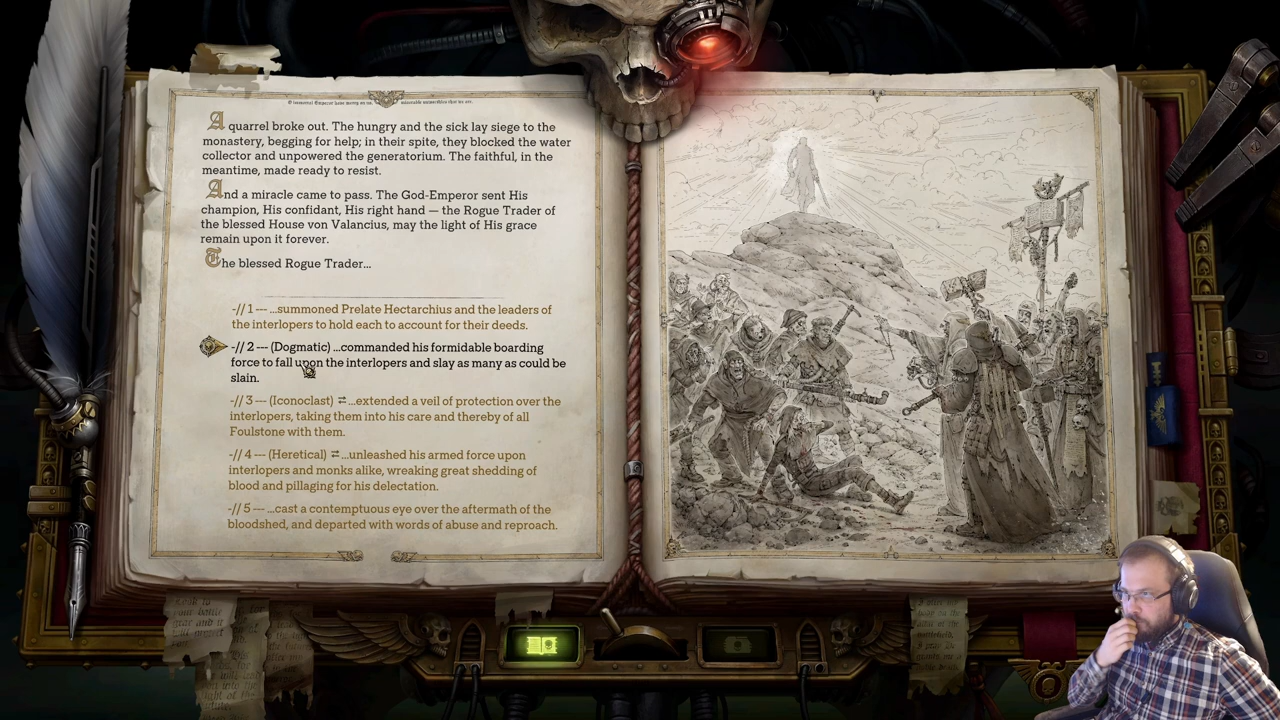 A quarrel broke out. The hungry and the sick lay siege to the
monastery, begging for help; in their spite, they blocked the water
collector and unpowered the generatorium. The faithful, in the
meantime, made ready to resist.
And a miracle came to pass. The God-Emperor sent His
champion, His confidant, His right hand — the Rogue Trader of
the blessed House von Valancius, may the light of His grace
remain upon it forever.
The blessed Rogue Trader...
-// 1 --- ...summoned Prelate Hectarchius and the leaders of
the interlopers to hold each to account for their deeds.
-// 2 --- (Dogmatic) ...commanded his formidable boarding
force to fall upon the interlopers and slay as many as could be
slain.
-// 3 --- (Iconoclast) ⇄ ...extended a veil of protection over the
interlopers, taking them into his care and thereby of all
Foulstone with them.
-// 4 --- (Heretical) ⇄ ...unleashed his armed force upon
interlopers and monks alike, wreaking great shedding of
blood and pillaging for his delectation.
-// 5 --- ...cast a contemptuous eye over the aftermath of the
bloodshed, and departed with words of abuse and reproach.